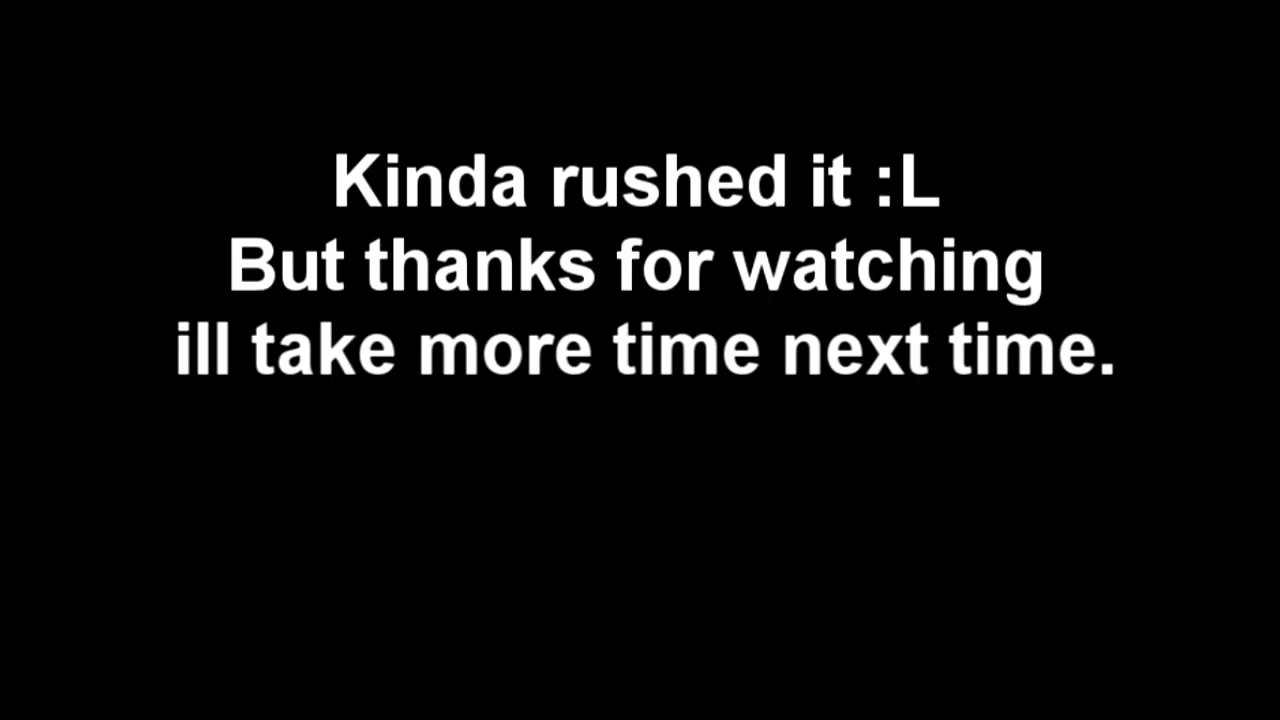 Kinda rushed it :L
But thanks for watching
ill take more time next time.